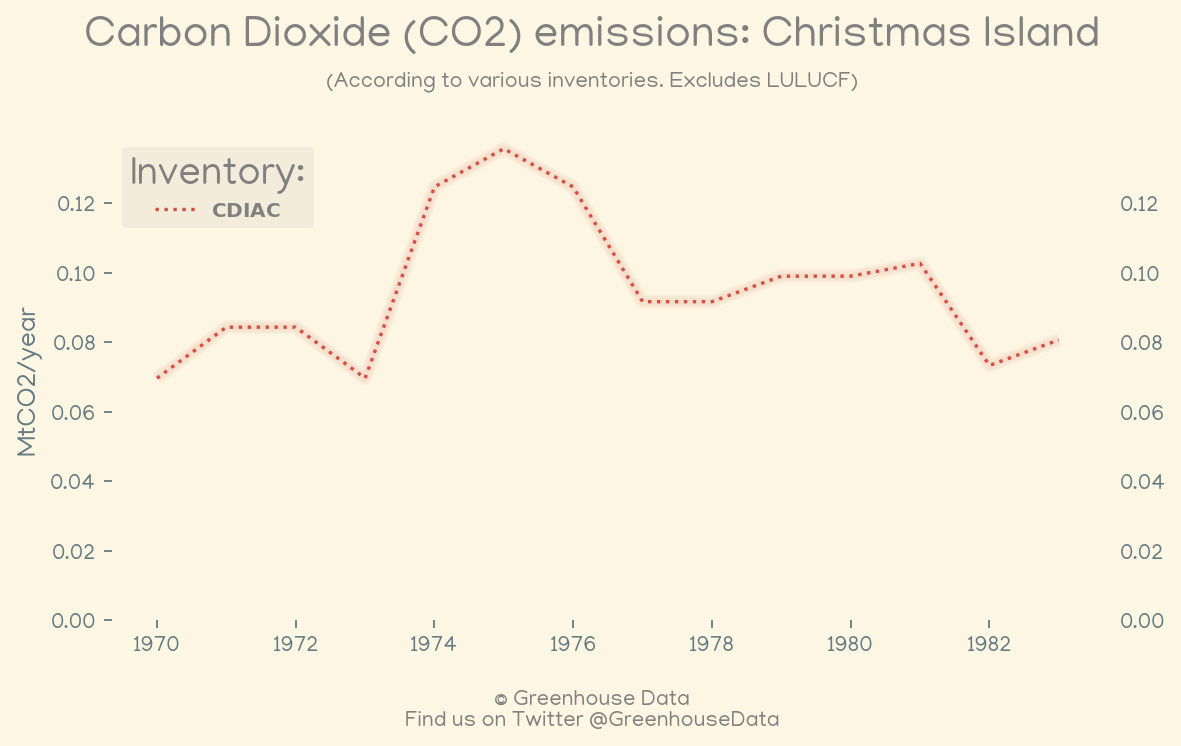 Carbon Dioxide (CO2) emissions: Christmas Island
(According to various inventories. Excludes LULUCF)
Inventory:
CDIAC
MtCO2/year
0.12
0.10
0.08
0.06
0.04
0.02
0.00
0.12
0.10
0.08
0.06
0.04
0.02
0.00
1970 1972 1974 1976 1978 1980 1982
© Greenhouse Data
Find us on Twitter @GreenhouseData